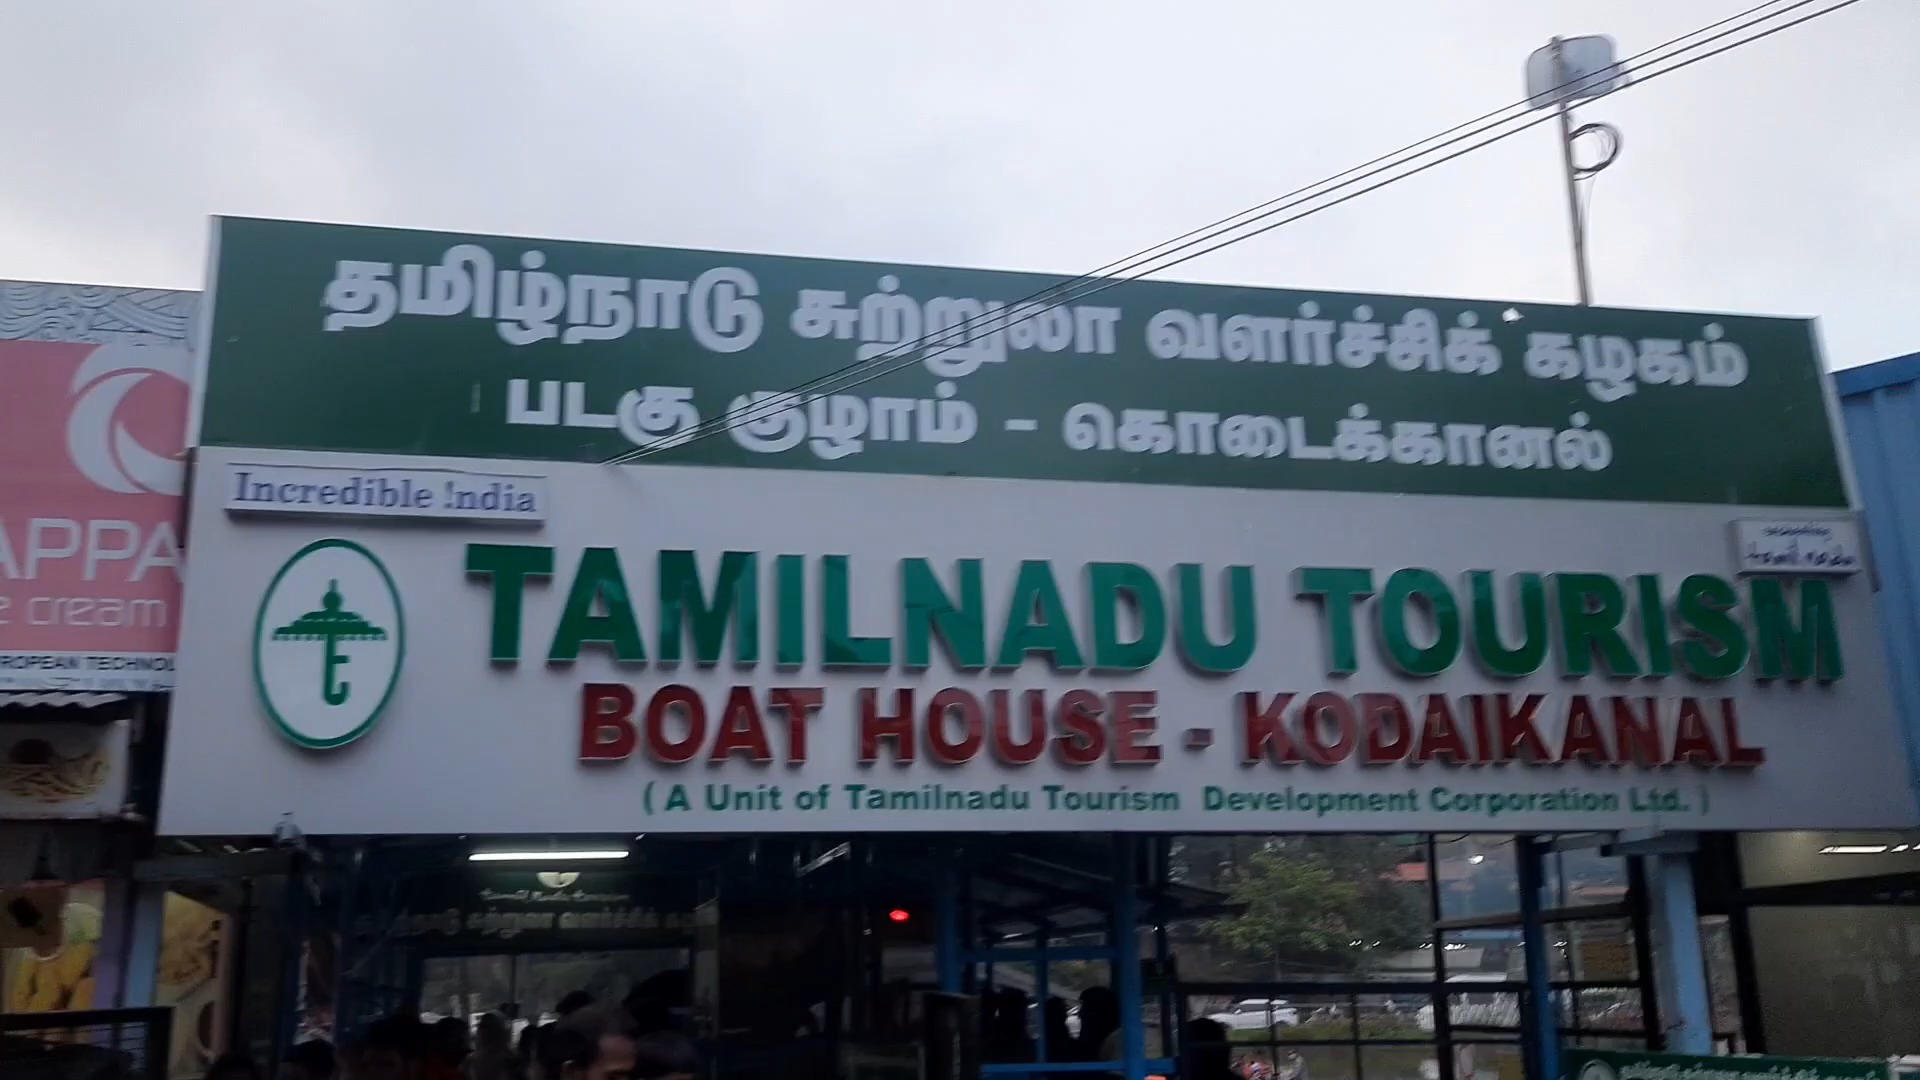 தமிழ்நாடு சுற்றுலா வளர்ச்சிக் கழகம்
படகு குழாம் - கொடைக்கானல்
Incredible !ndia
TAMILNADU TOURISM
BOAT HOUSE - KODAIKANAL
( A Unit of Tamilnadu Tourism Development Corporation Ltd. )
APPA
cream
ROPEAN TECHNOL